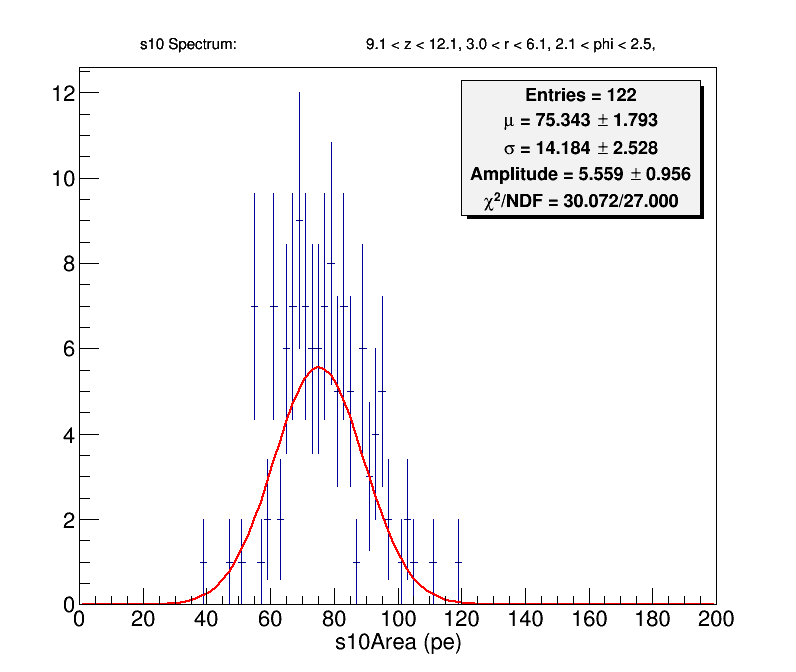 s10 Spectrum: 9.1 < z < 12.1, 3.0 < r < 6.1, 2.1 < phi < 2.5,
Entries = 122
μ = 75.343 ± 1.793
σ = 14.184 ± 2.528
Amplitude = 5.559 ± 0.956
χ²/NDF = 30.072/27.000
12
10
8
6
4
2
0
0 20 40 60 80 100 120 140 160 180 200
s10Area (pe)